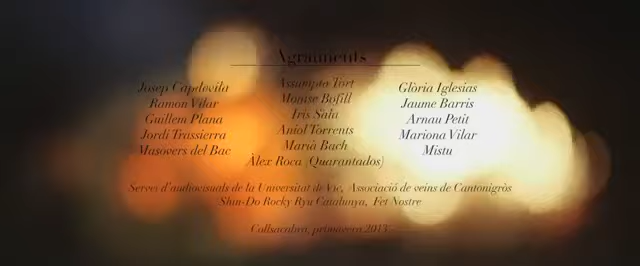 Agraïments
Josep Capdevila
Ramon Vilar
Guillem Plana
Jordi Trassierra
Masovers del Bac
Assumpta Tort
Montse Bofill
Iris Sala
Aniol Torrents
Marià Bach
Àlex Roca (Quarantados)
Glòria Iglesias
Jaume Barris
Arnau Petit
Mariona Vilar
Mistu
Serveis d'audiovisuals de la Universitat de Vic, Associació de veïns de Cantonigròs
Shin-Do Rocky Ryu Catalunya, Fet Nostre
Collsacabra, primavera 2013